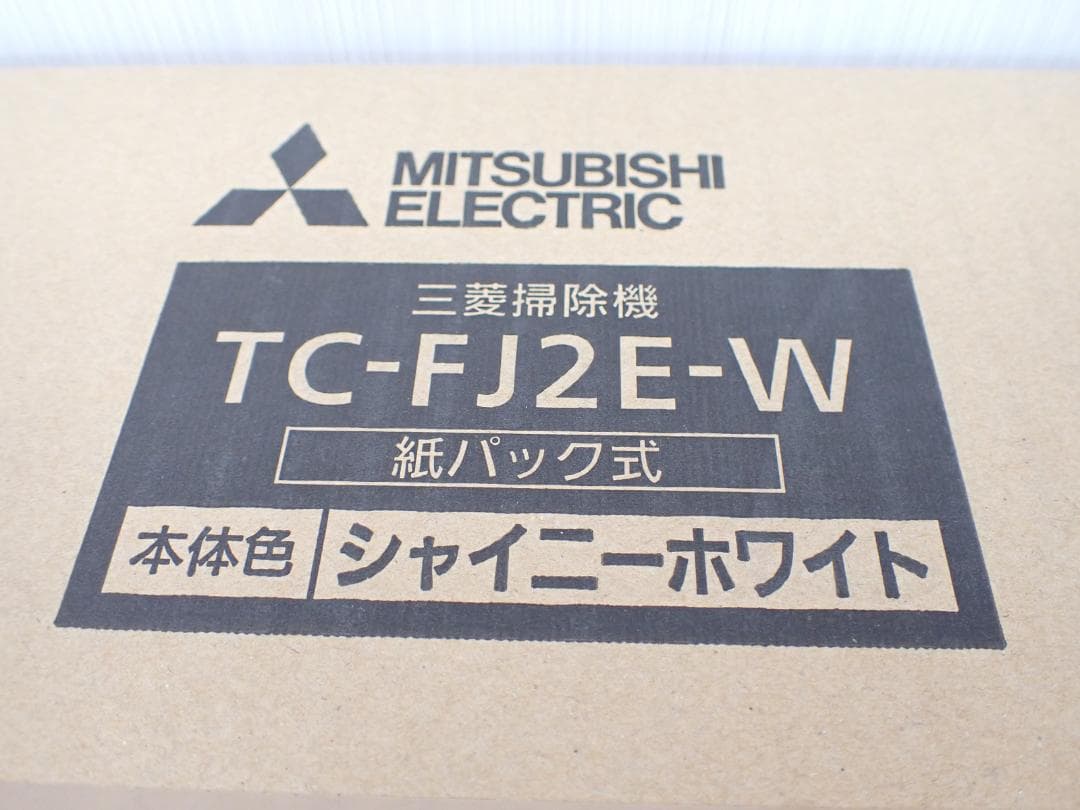 MITSUBISHI
ELECTRIC
三菱掃除機
TC-FJ2E-W
紙パック式
本体色 シャイニーホワイト